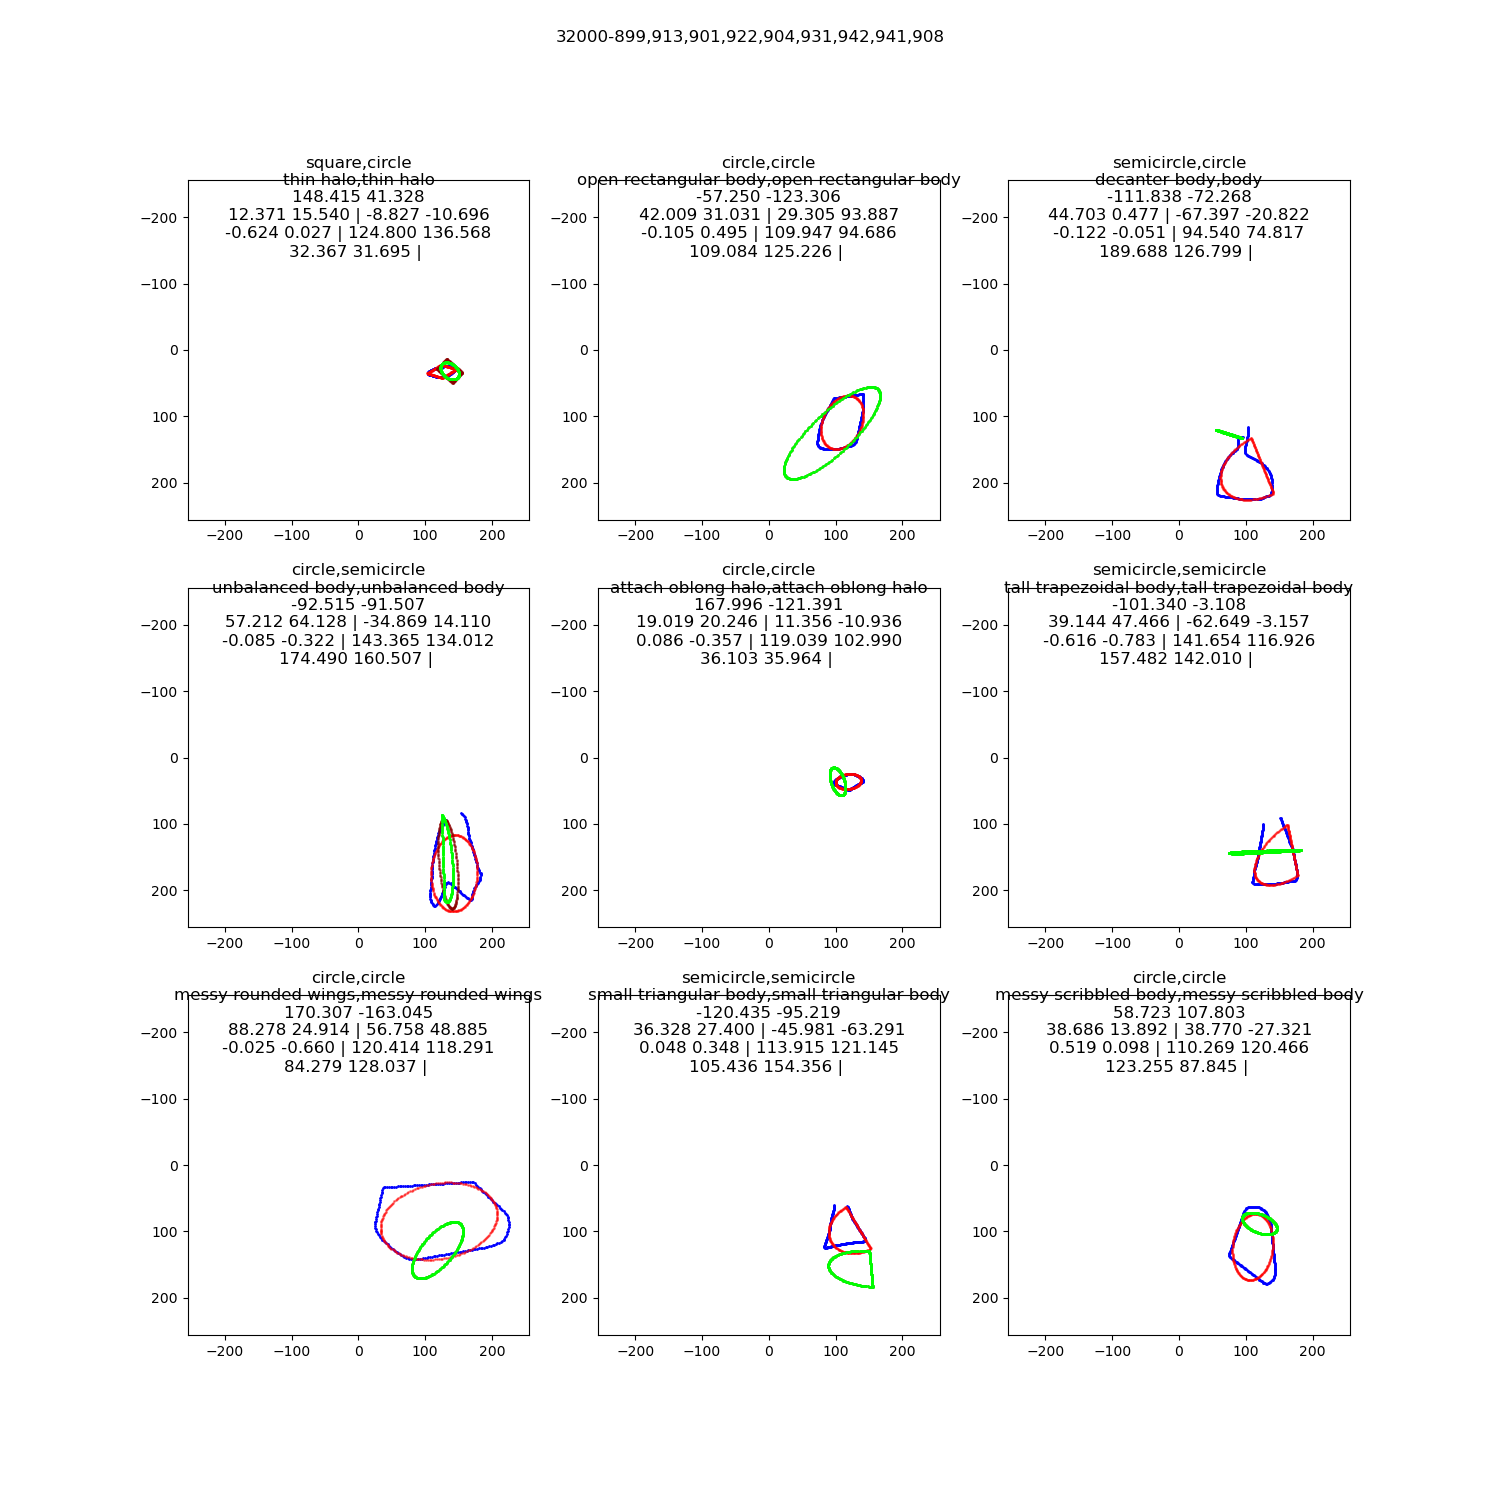 32000-899,913,901,922,904,931,942,941,908
square,circle
thin halo,thin halo
148.415 41.328
12.371 15.540 | -8.827 -10.696
-0.624 0.027 | 124.800 136.568
32.367 31.695 |
−200
−100
0
100
200
−200 −100 0 100 200
circle,circle
open rectangular body,open rectangular body
-57.250 -123.306
42.009 31.031 | 29.305 93.887
-0.105 0.495 | 109.947 94.686
109.084 125.226 |
−200
−100
0
100
200
−200 −100 0 100 200
semicircle,circle
decanter body,body
-111.838 -72.268
44.703 0.477 | -67.397 -20.822
-0.122 -0.051 | 94.540 74.817
189.688 126.799 |
−200
−100
0
100
200
−200 −100 0 100 200
circle,semicircle
unbalanced body,unbalanced body
-92.515 -91.507
57.212 64.128 | -34.869 14.110
-0.085 -0.322 | 143.365 134.012
174.490 160.507 |
−200
−100
0
100
200
−200 −100 0 100 200
circle,circle
attach oblong halo,attach oblong halo
167.996 -121.391
19.019 20.246 | 11.356 -10.936
0.086 -0.357 | 119.039 102.990
36.103 35.964 |
−200
−100
0
100
200
−200 −100 0 100 200
semicircle,semicircle
tall trapezoidal body,tall trapezoidal body
-101.340 -3.108
39.144 47.466 | -62.649 -3.157
-0.616 -0.783 | 141.654 116.926
157.482 142.010 |
−200
−100
0
100
200
−200 −100 0 100 200
circle,circle
messy rounded wings,messy rounded wings
170.307 -163.045
88.278 24.914 | 56.758 48.885
-0.025 -0.660 | 120.414 118.291
84.279 128.037 |
−200
−100
0
100
200
−200 −100 0 100 200
semicircle,semicircle
small triangular body,small triangular body
-120.435 -95.219
36.328 27.400 | -45.981 -63.291
0.048 0.348 | 113.915 121.145
105.436 154.356 |
−200
−100
0
100
200
−200 −100 0 100 200
circle,circle
messy scribbled body,messy scribbled body
58.723 107.803
38.686 13.892 | 38.770 -27.321
0.519 0.098 | 110.269 120.466
123.255 87.845 |
−200
−100
0
100
200
−200 −100 0 100 200